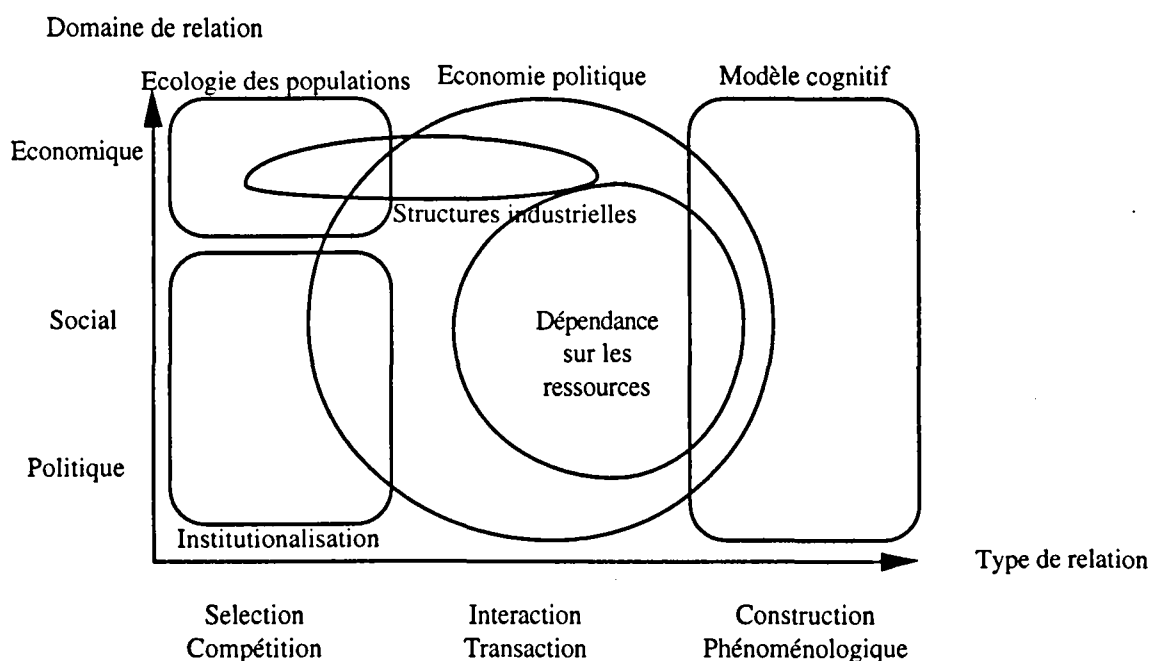 Domaine de relation
Ecologie des populations
Economie politique
Modèle cognitif
Economique
Structures industrielles
Social
Dépendance
sur les
ressources
Politique
Institutionalisation
Type de relation
Selection
Compétition
Interaction
Transaction
Construction
Phénoménologique